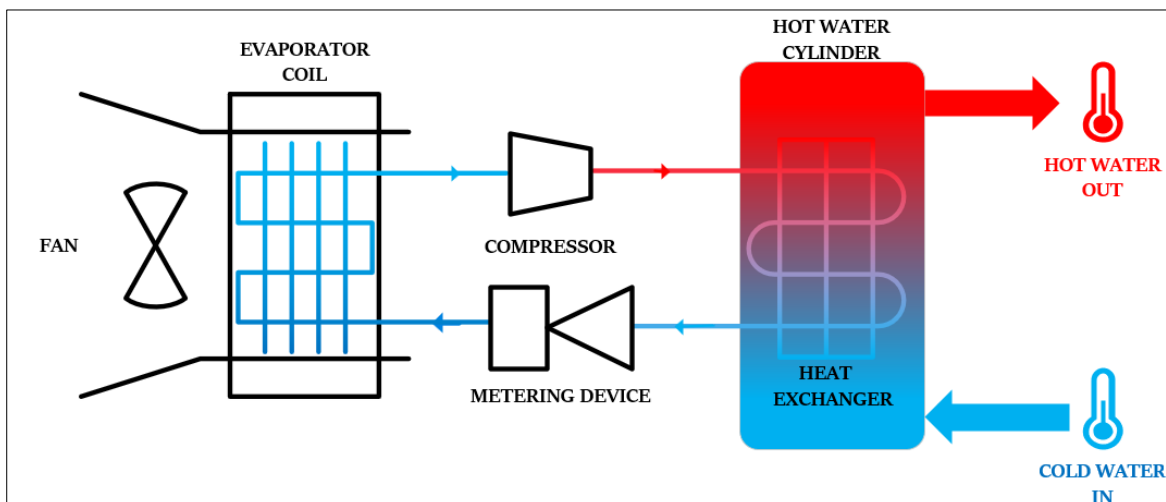 EVAPORATOR
COIL
HOT WATER
CYLINDER
FAN
COMPRESSOR
HOT WATER
OUT
METERING DEVICE
HEAT
EXCHANGER
COLD WATER
IN